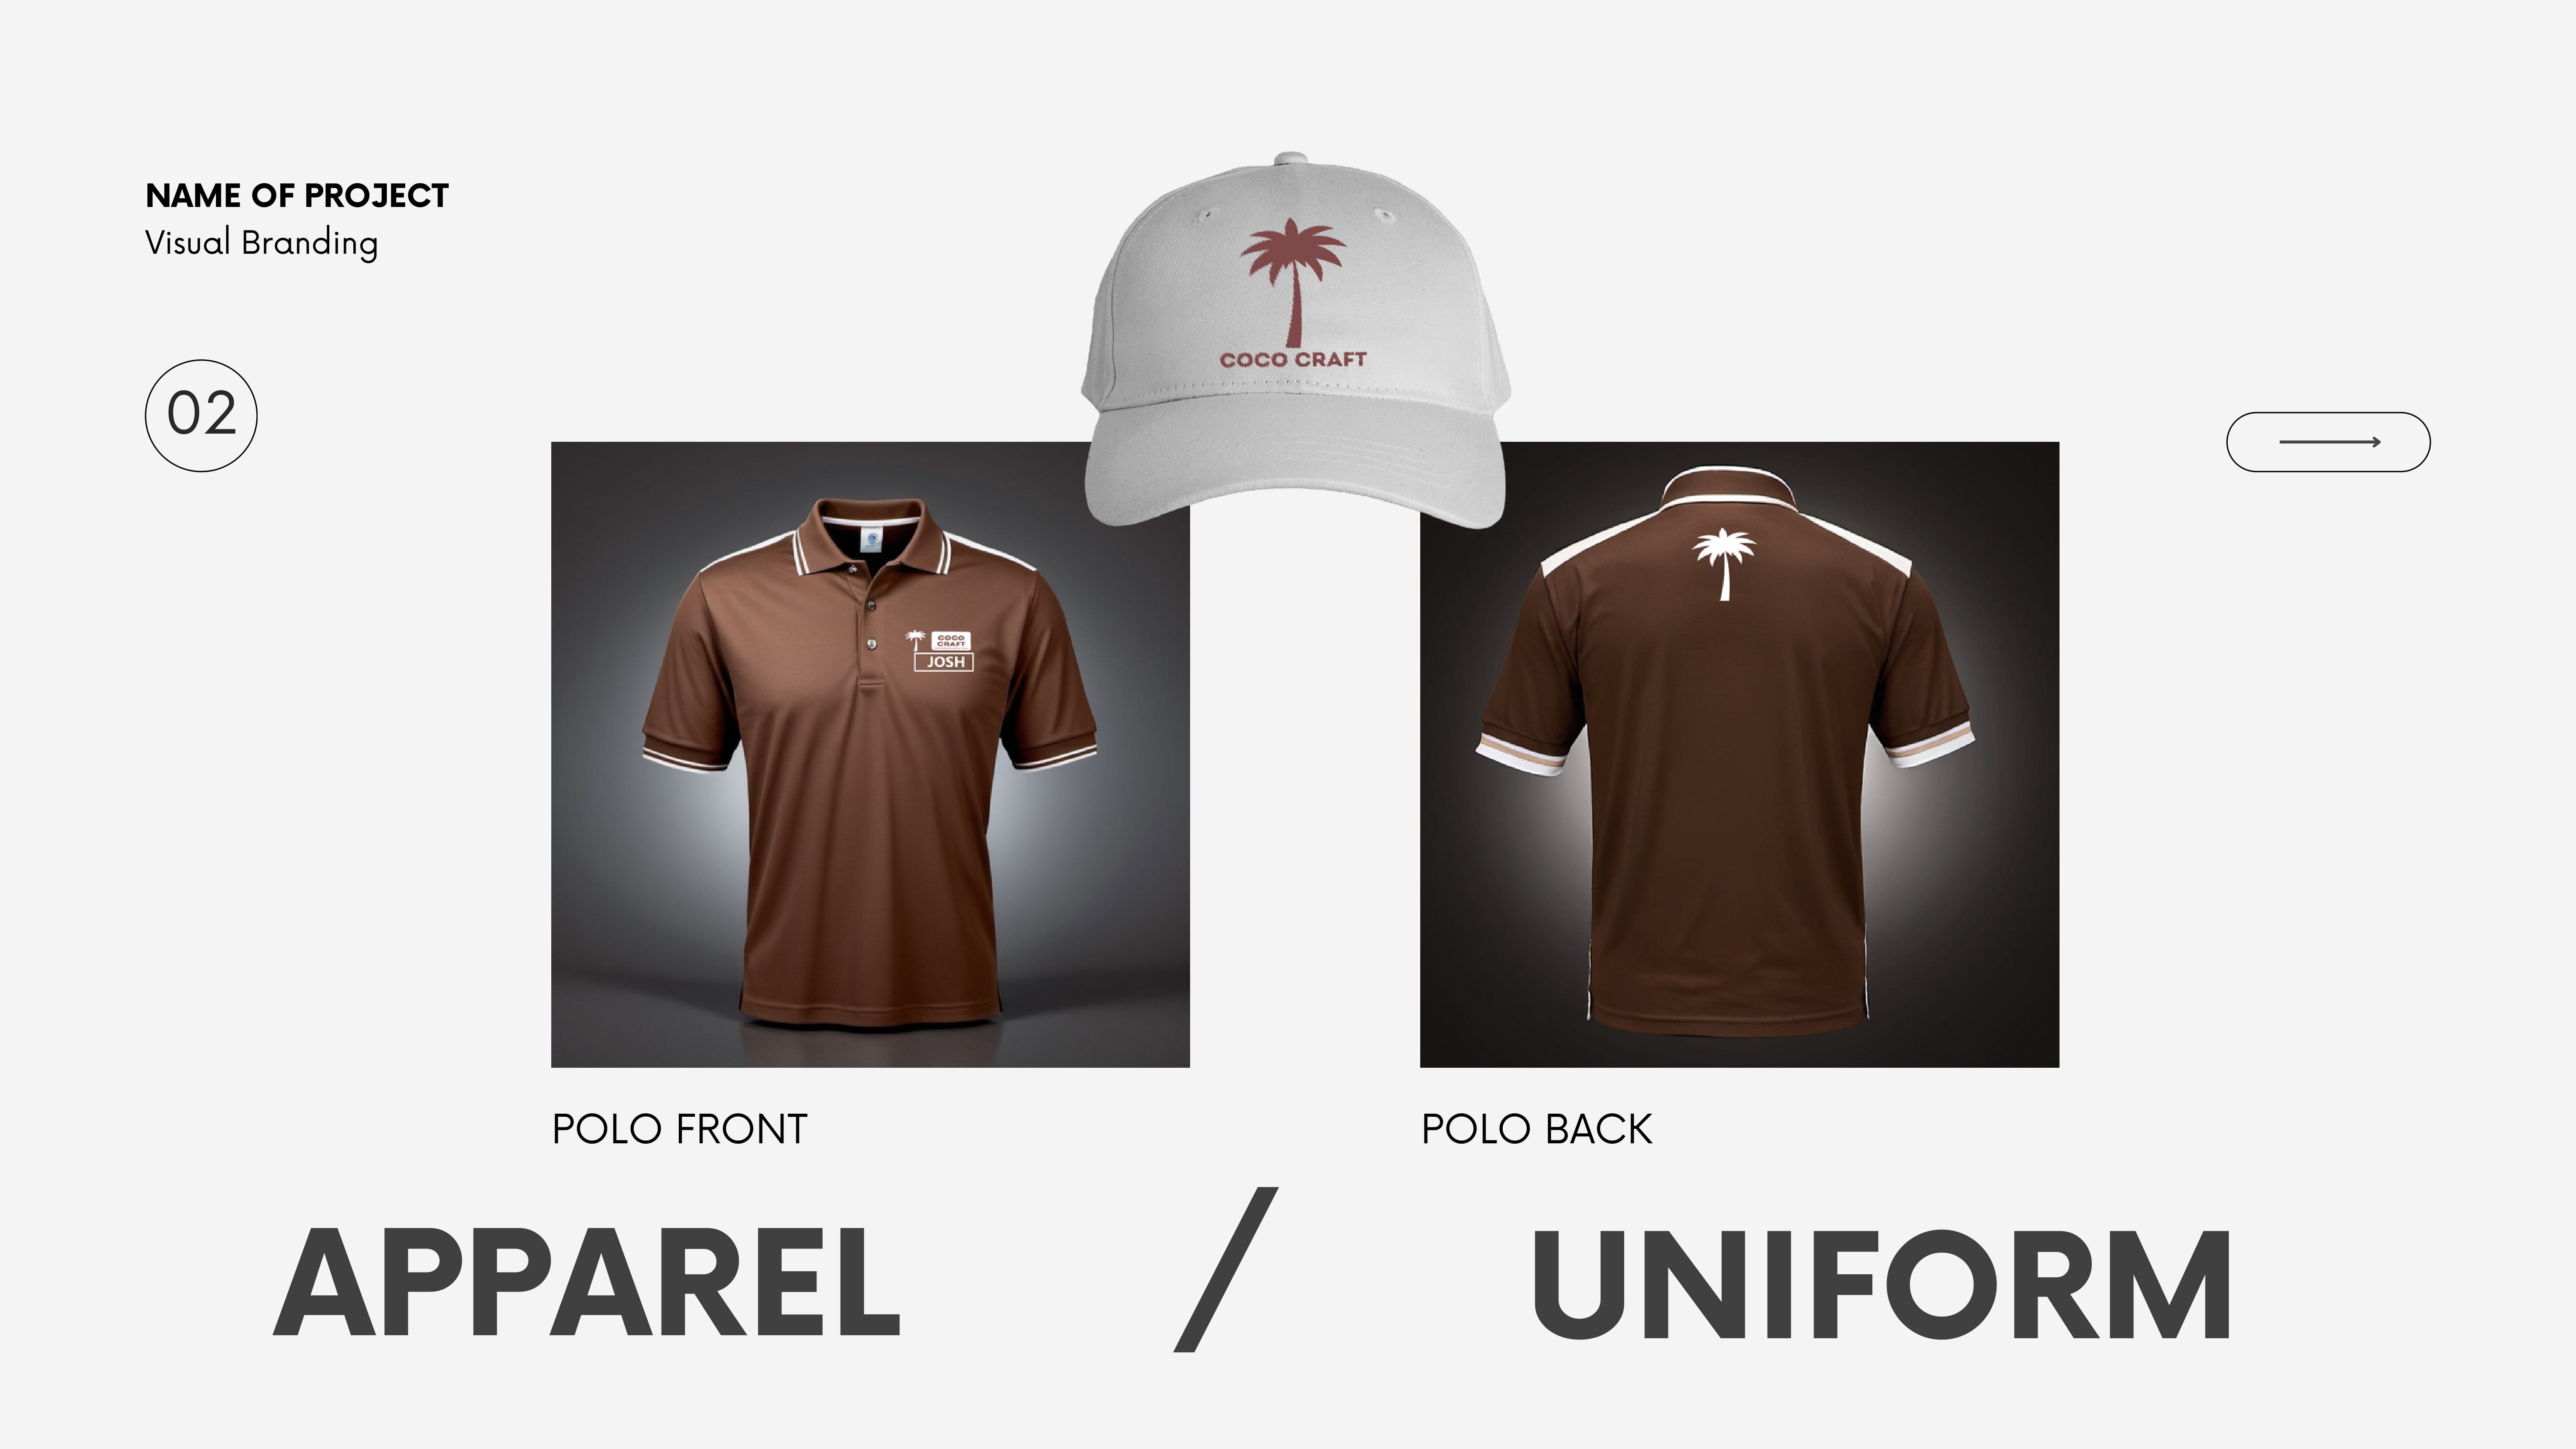 NAME OF PROJECT
Visual Branding
02
COCO CRAFT
COCO
CRAFT
JOSH
POLO FRONT
POLO BACK
APPAREL / UNIFORM